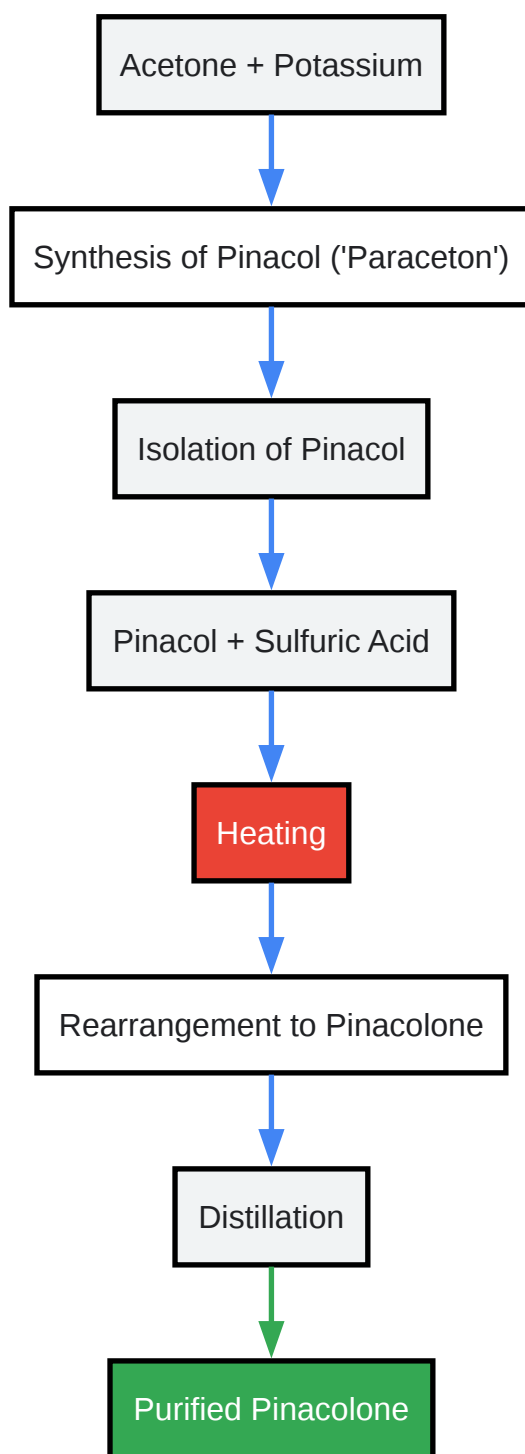 Acetone + Potassium
Synthesis of Pinacol ('Paraceton')
Isolation of Pinacol
Pinacol + Sulfuric Acid
Heating
Rearrangement to Pinacolone
Distillation
Purified Pinacolone